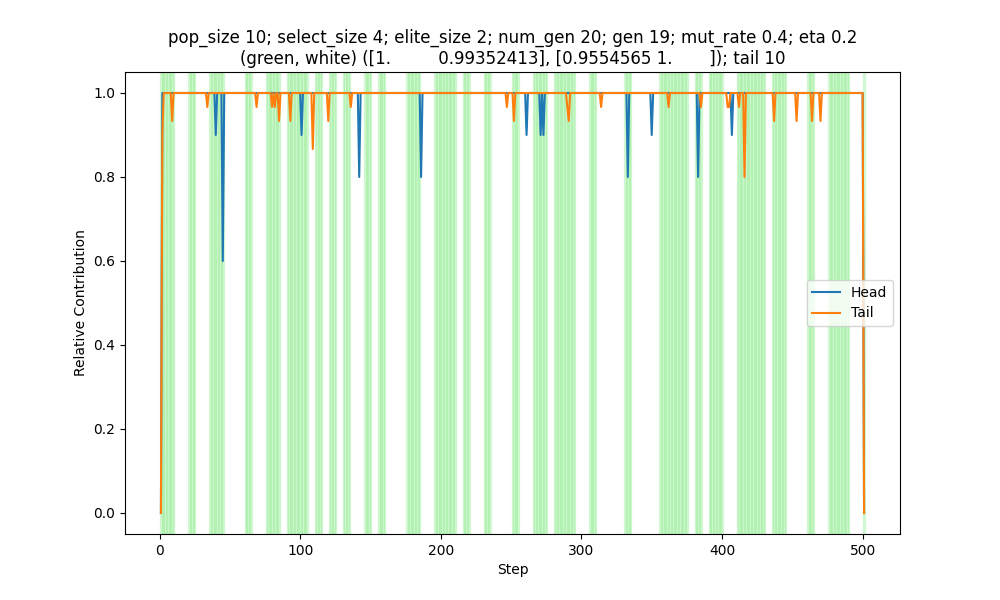 pop_size 10; select_size 4; elite_size 2; num_gen 20; gen 19; mut_rate 0.4; eta 0.2
(green, white) ([1.          0.99352413], [0.9554565 1.        ]); tail 10
1.0
0.8
0.6
0.4
0.2
0.0
Relative Contribution
Head
Tail
0
100
200
300
400
500
Step